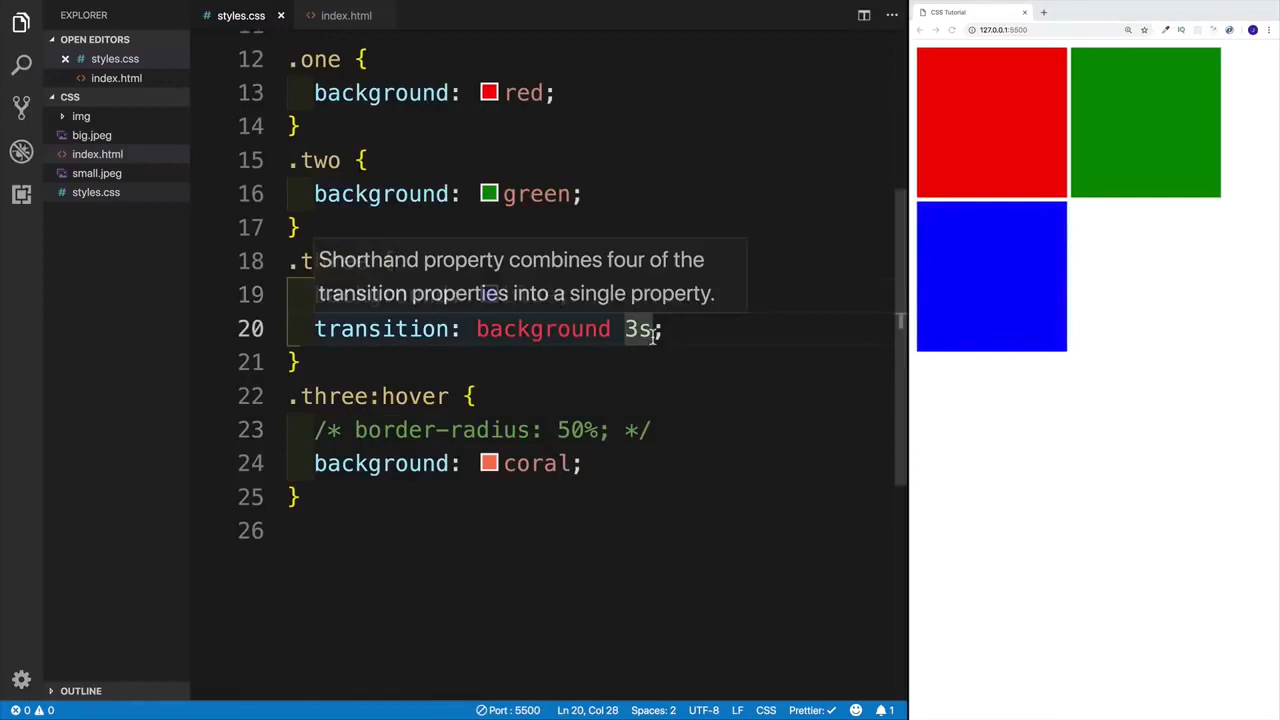 EXPLORER
OPEN EDITORS
styles.css
index.html
CSS
img
big.jpeg
index.html
small.jpeg
styles.css
OUTLINE
styles.css
index.html
11
12 .one {
13 background: red;
14 }
15 .two {
16 background: green;
17 }
18 .t
Shorthand property combines four of the
19
transition properties into a single property.
20 transition: background 3s;
21 }
22 .three:hover {
23 /* border-radius: 50%; */
24 background: coral;
25 }
26
0 0
Port : 5500
Ln 20, Col 28
Spaces: 2
UTF-8
LF
CSS
Prettier: ✓
1
CSS Tutorial
127.0.0.1:5500